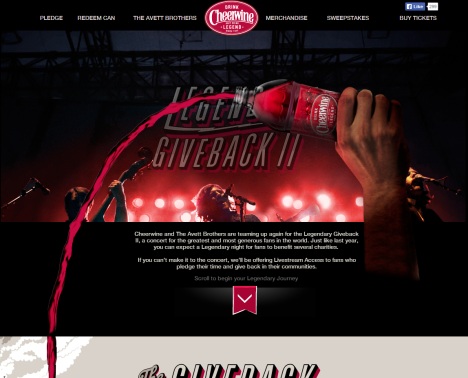 PLEDGE
REDEEM CAN
THE AVETT BROTHERS
DRINK
Cheerwine
LEGEND
MERCHANDISE
SWEEPSTAKES
Like
BUY TICKETS
LEGEND
GIVEBACK II
Cheerwine and The Avett Brothers are teaming up again for the Legendary Giveback
II, a concert for the greatest and most generous fans in the world. Just like last year,
you can expect a Legendary night for fans to benefit several charities.
If you can't make it to the concert, we'll be offering Livestream Access to fans who
pledge their time and give back in their communities.
Scroll to begin your Legendary Journey
The GIVEBACK